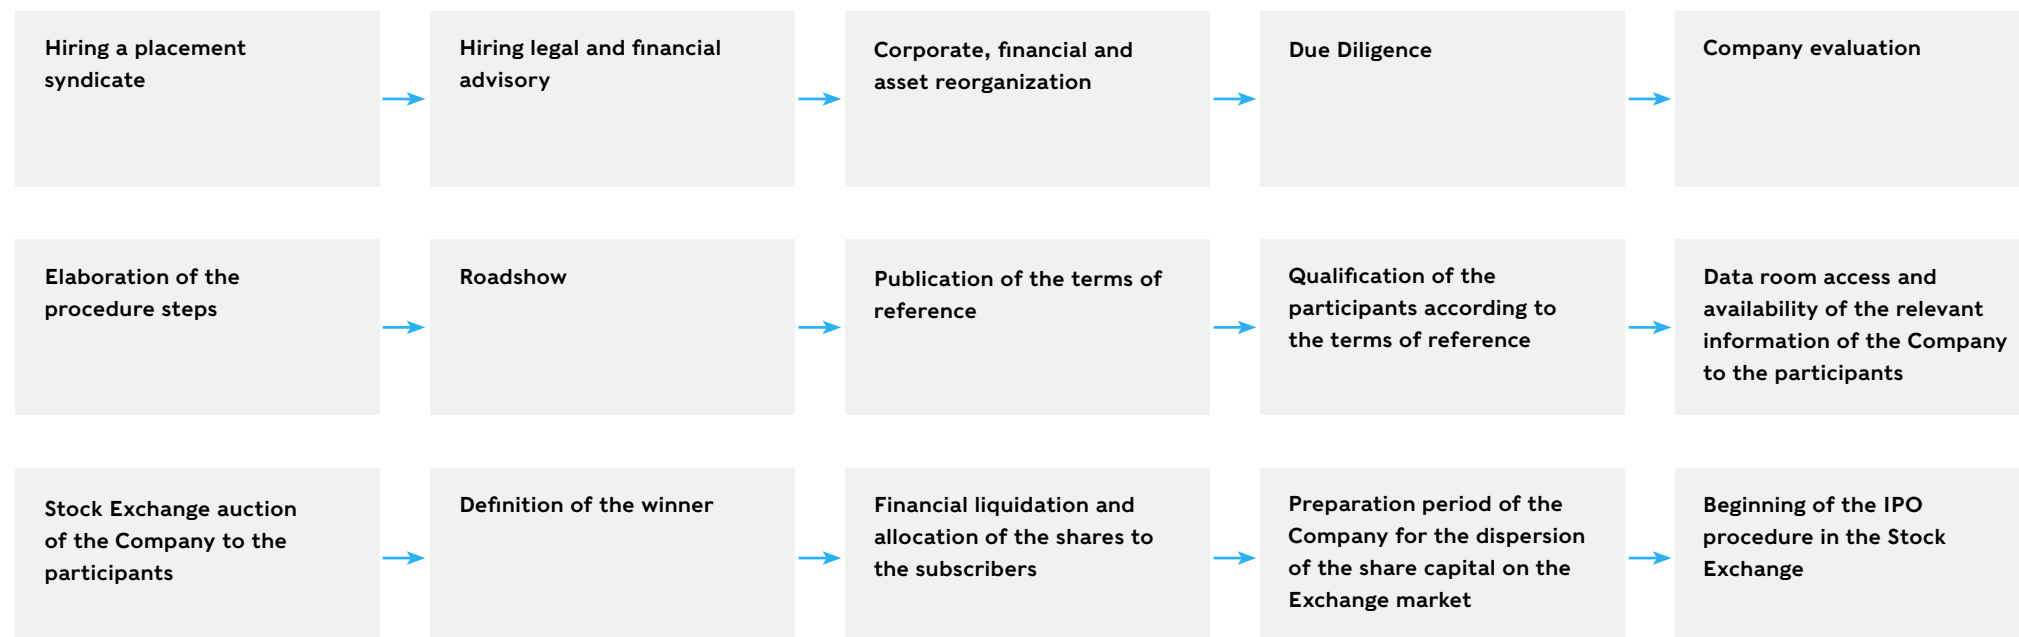 Hiring a placement
syndicate
Hiring legal and financial
advisory
Corporate, financial and
asset reorganization
Due Diligence
Company evaluation
Elaboration of the
procedure steps
Roadshow
Publication of the terms of
reference
Qualification of the
participants according to
the terms of reference
Data room access and
availability of the relevant
information of the Company
to the participants
Stock Exchange auction
of the Company to the
participants
Definition of the winner
Financial liquidation and
allocation of the shares to
the subscribers
Preparation period of the
Company for the dispersion
of the share capital on the
Exchange market
Beginning of the IPO
procedure in the Stock
Exchange